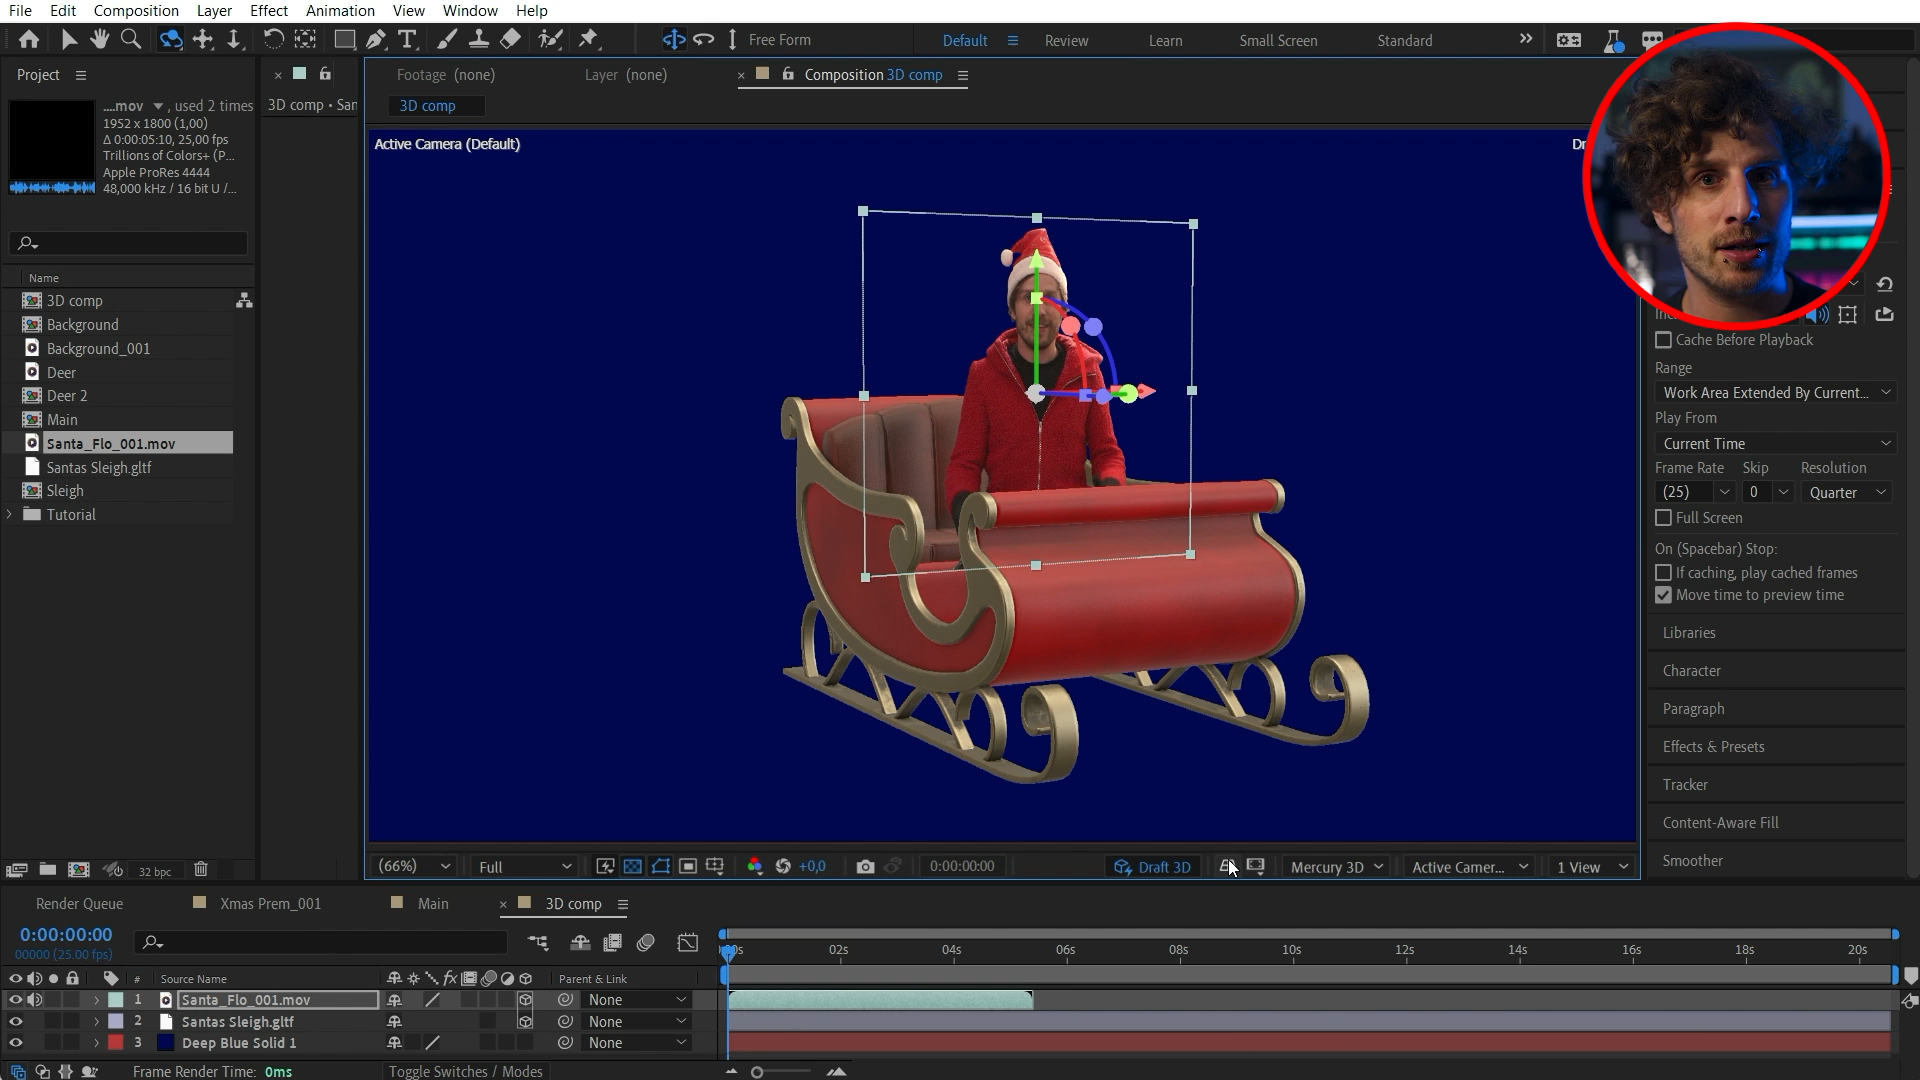 File Edit Composition Layer Effect Animation View Window Help
Free Form
Default Review Learn Small Screen Standard
Project
Footage (none) Layer (none) Composition 3D comp
....mov , used 2 times
1952 x 1800 (1,00)
Δ 0:00:05:10, 25,00 fps
Trillions of Colors+ (P...
Apple ProRes 4444
48,000 kHz / 16 bit U /...
3D comp • San
3D comp
Active Camera (Default)
Name
3D comp
Background
Background_001
Deer
Deer 2
Main
Santa_Flo_001.mov
Santas Sleigh.gltf
Sleigh
Tutorial
Cache Before Playback
Range
Work Area Extended By Current...
Play From
Current Time
Frame Rate Skip Resolution
(25) 0 Quarter
Full Screen
On (Spacebar) Stop:
If caching, play cached frames
Move time to preview time
Libraries
Character
Paragraph
Effects & Presets
Tracker
Content-Aware Fill
Smoother
32 bpc
(66%) Full +0,0 0:00:00:00 Draft 3D Mercury 3D Active Camer... 1 View
Render Queue Xmas Prem_001 Main 3D comp
0:00:00:00
00000 (25.00 fps)
02s 04s 06s 08s 10s 12s 14s 16s 18s 20s
# Source Name fx Parent & Link
1 Santa_Flo_001.mov None
2 Santas Sleigh.gltf None
3 Deep Blue Solid 1 None
Frame Render Time: 0ms Toggle Switches / Modes